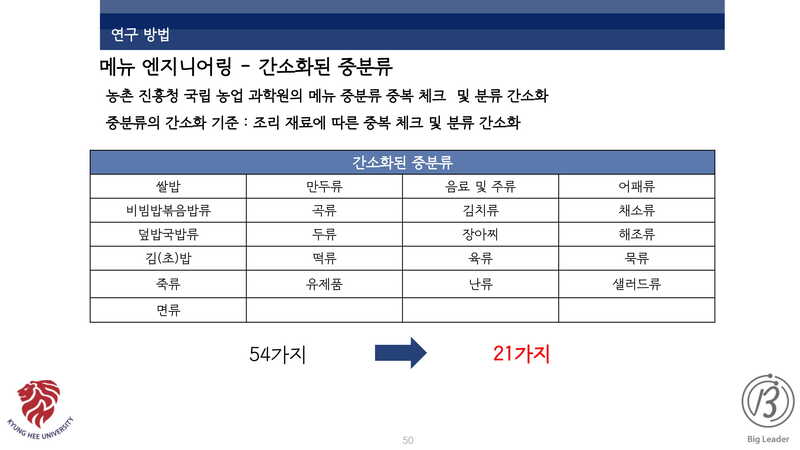 연구 방법
메뉴 엔지니어링 - 간소화된 중분류
농촌 진흥청 국립 농업 과학원의 메뉴 중분류 중복 체크 및 분류 간소화
중분류의 간소화 기준 : 조리 재료에 따른 중복 체크 및 분류 간소화
간소화된 중분류
쌀밥 만두류 음료 및 주류 어패류
비빔밥볶음밥류 곡류 김치류 채소류
덮밥국밥류 두류 장아찌 해조류
김(초)밥 떡류 육류 묵류
죽류 유제품 난류 샐러드류
면류
54가지 21가지
KYUNG HEE UNIVERSITY
Big Leader
50